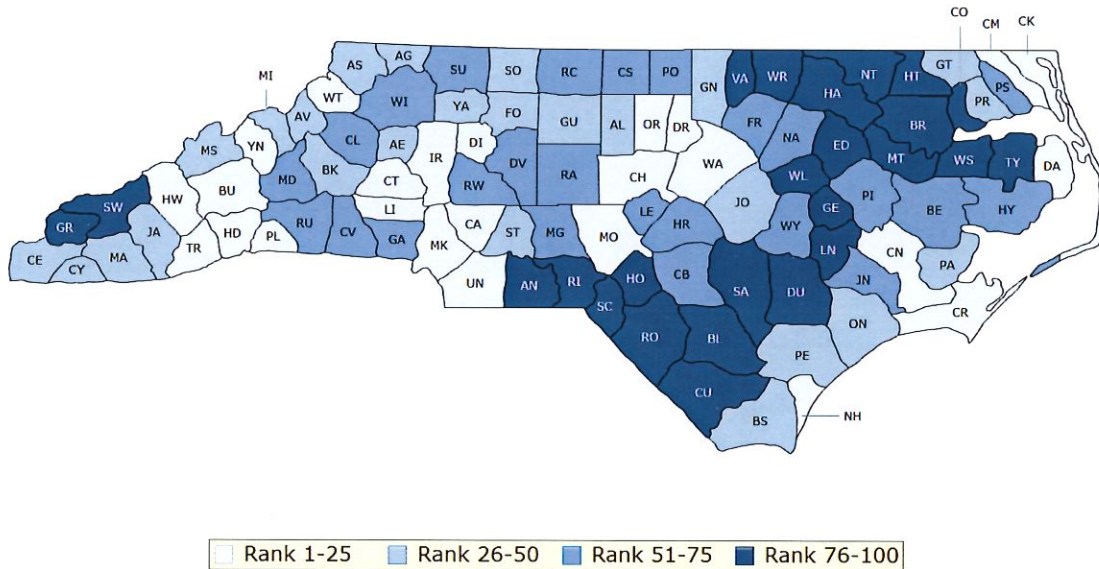 CO
CM
CK
MI
AS
AG
SU
SO
RC
CS
PO
GN
VA
WR
NT
HT
GT
PS
PR
WT
WI
YA
FO
GU
AL
OR
DR
FR
HA
BR
AV
MS
YN
CL
AE
IR
DI
DV
WA
NA
ED
MT
WS
TY
DA
SW
GR
HW
BU
MD
BK
CT
RW
RA
CH
WL
LI
JO
GE
PI
BE
HY
JA
TR
HD
PL
RU
CV
GA
CA
ST
MG
MO
LE
HR
WY
LN
CE
CY
MA
MK
UN
AN
RI
HO
CB
SA
DU
JN
CN
PA
SC
RO
BI
ON
CR
PE
CU
BS
NH
Rank 1-25 Rank 26-50 Rank 51-75 Rank 76-100